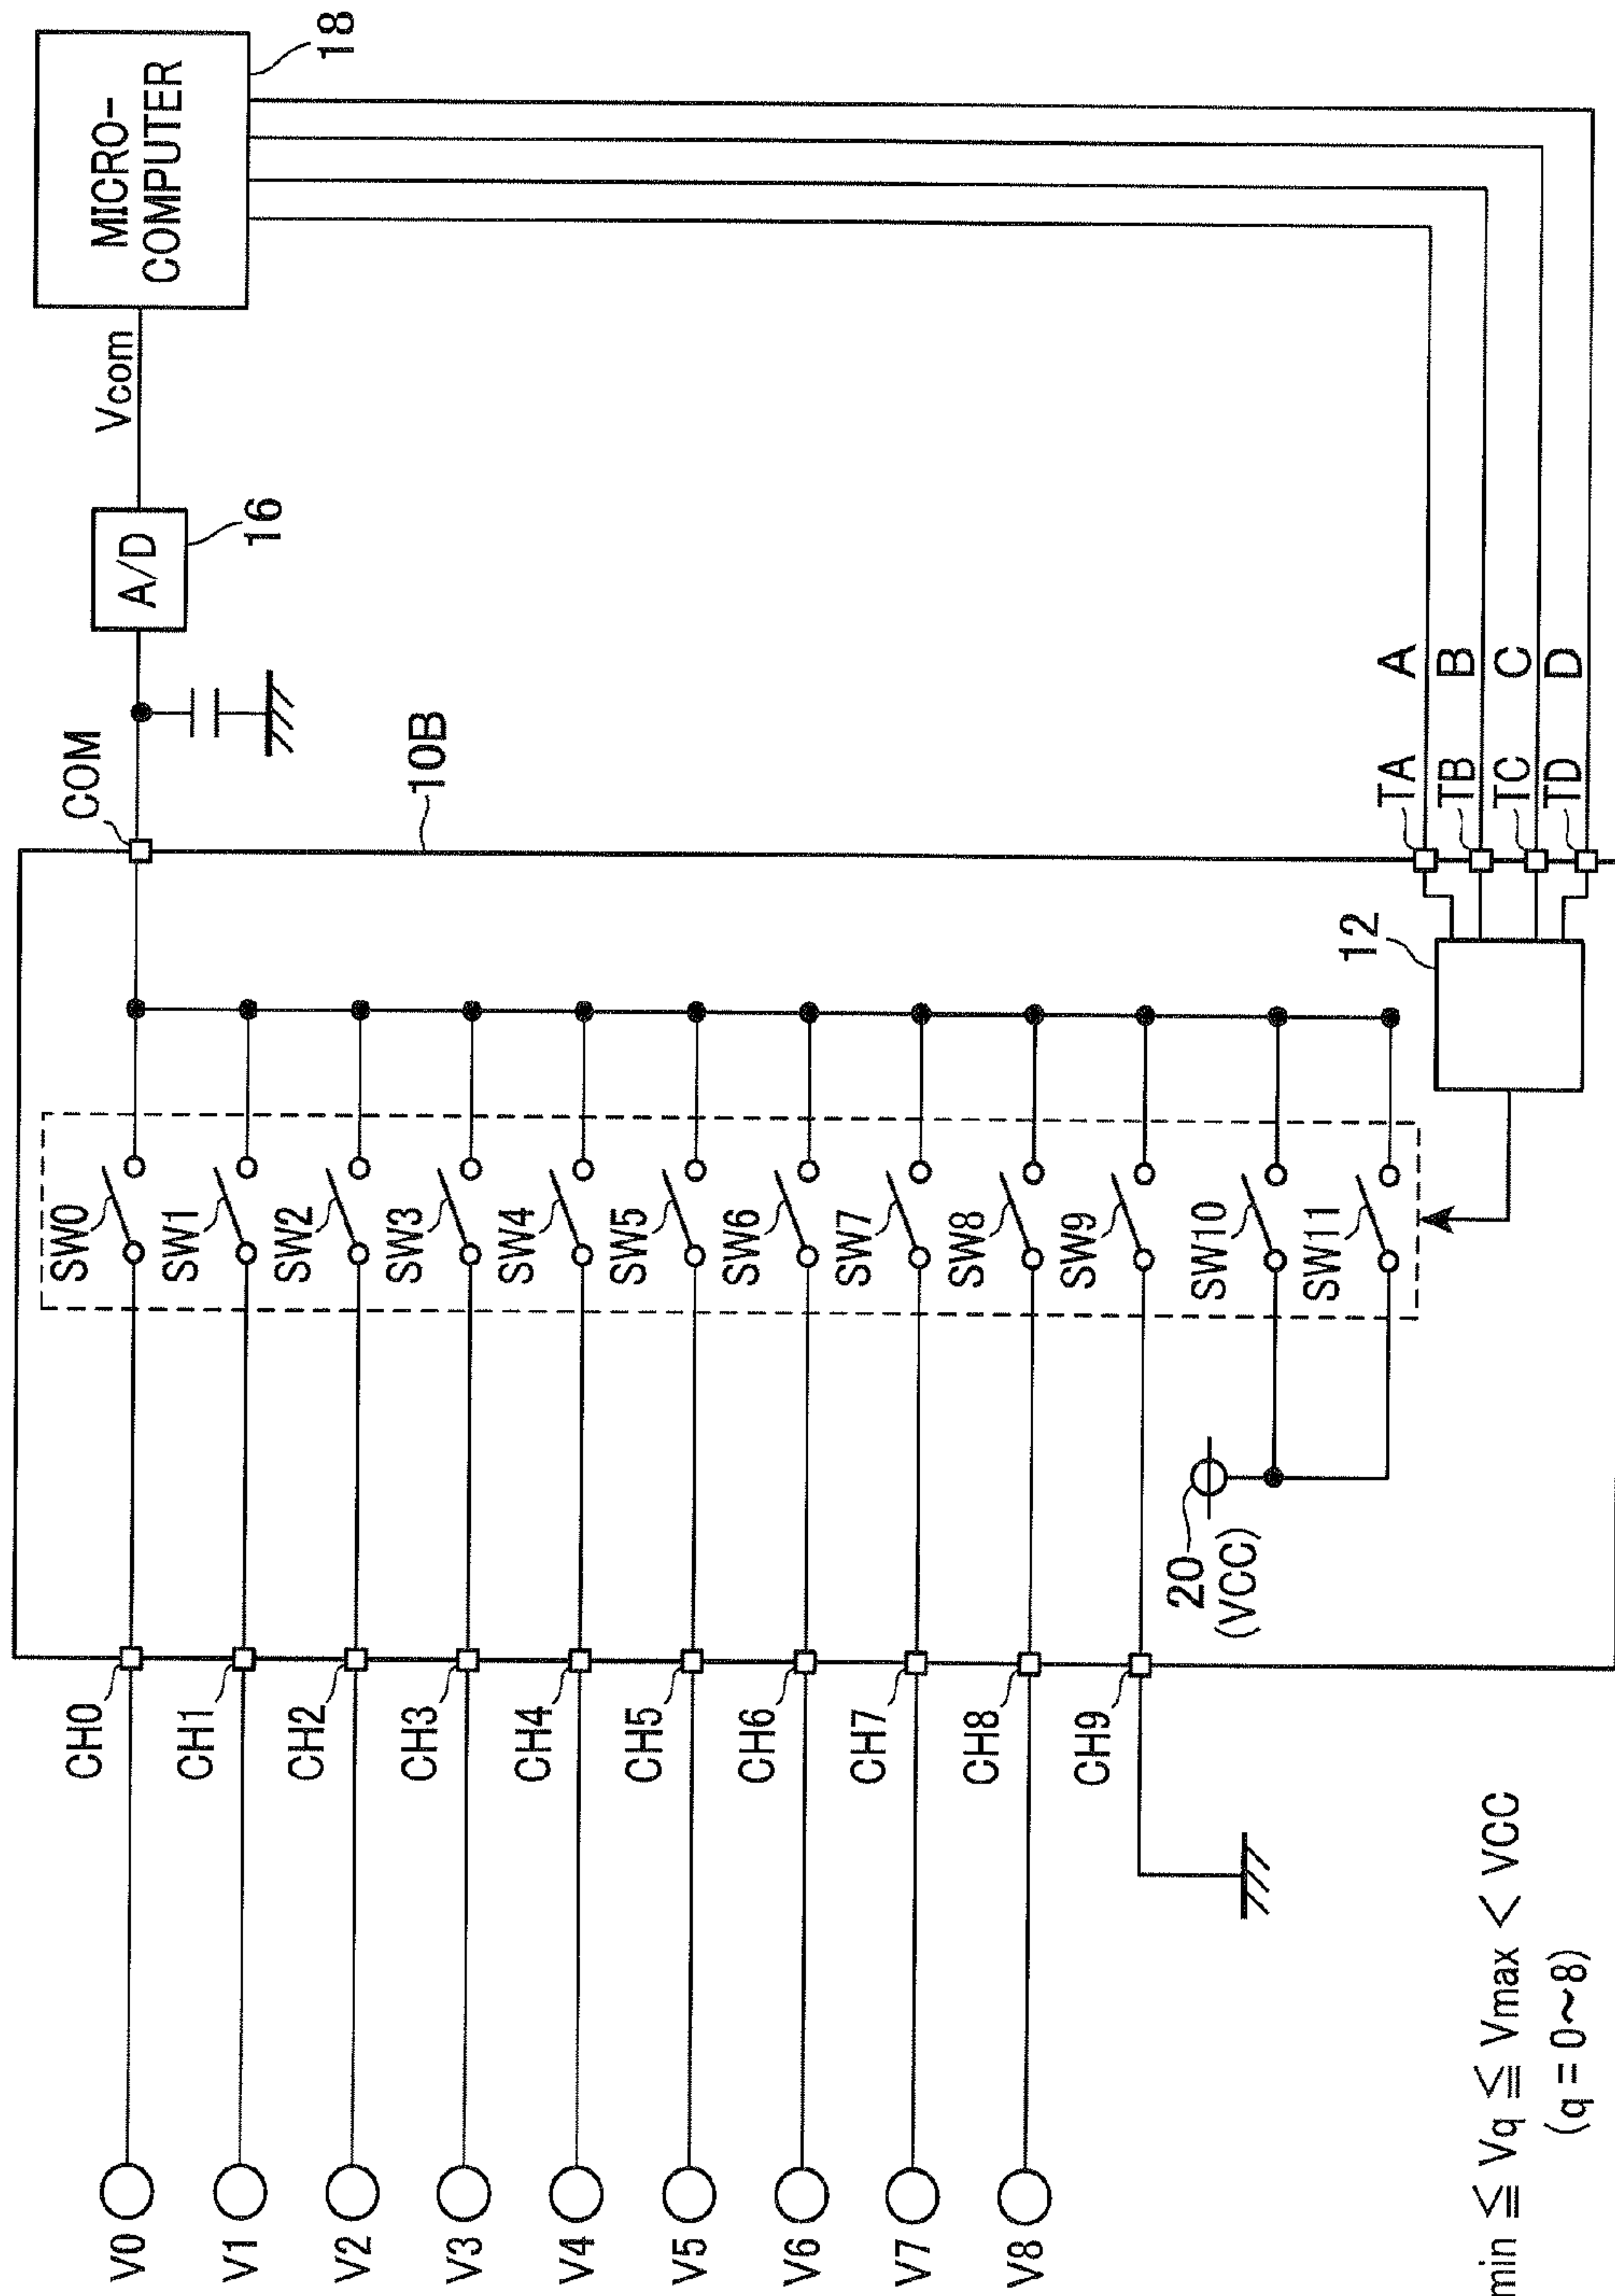 V0
V1
V2
V3
V4
V5
V6
V7
V8
CH0
CH1
CH2
CH3
CH4
CH5
CH6
CH7
CH8
CH9
20
(VCC)
SW0
SW1
SW2
SW3
SW4
SW5
SW6
SW7
SW8
SW9
SW10
SW11
12
COM
10B
TA
TB
TC
TD
A
B
C
D
A/D
16
Vcom
MICRO-
COMPUTER
18
min ≦ Vq ≦ Vmax < VCC
(q = 0~8)